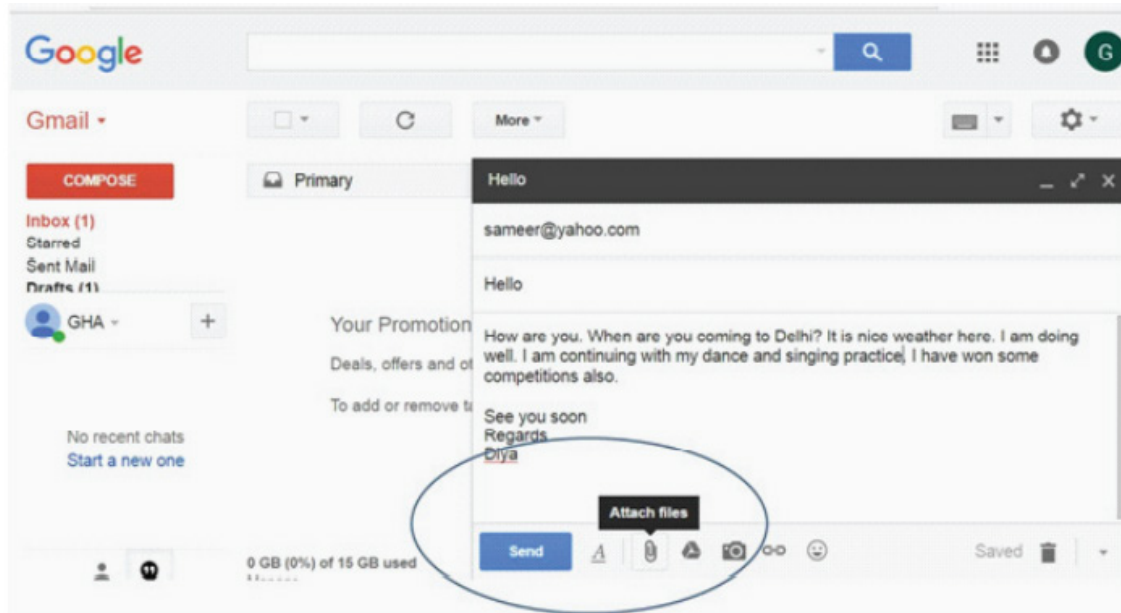 Google
G
Gmail
More
COMPOSE
Primary
Hello
Inbox (1)
Starred
Sent Mail
Drafts (1)
sameer@yahoo.com
Hello
GHA
+
Your Promotion
Deals, offers and ot
To add or remove ta
How are you. When are you coming to Delhi? It is nice weather here. I am doing
well. I am continuing with my dance and singing practice, I have won some
competitions also.
See you soon
Regards
Diya
No recent chats
Start a new one
Attach files
Send
A
Saved
0 GB (0%) of 15 GB used